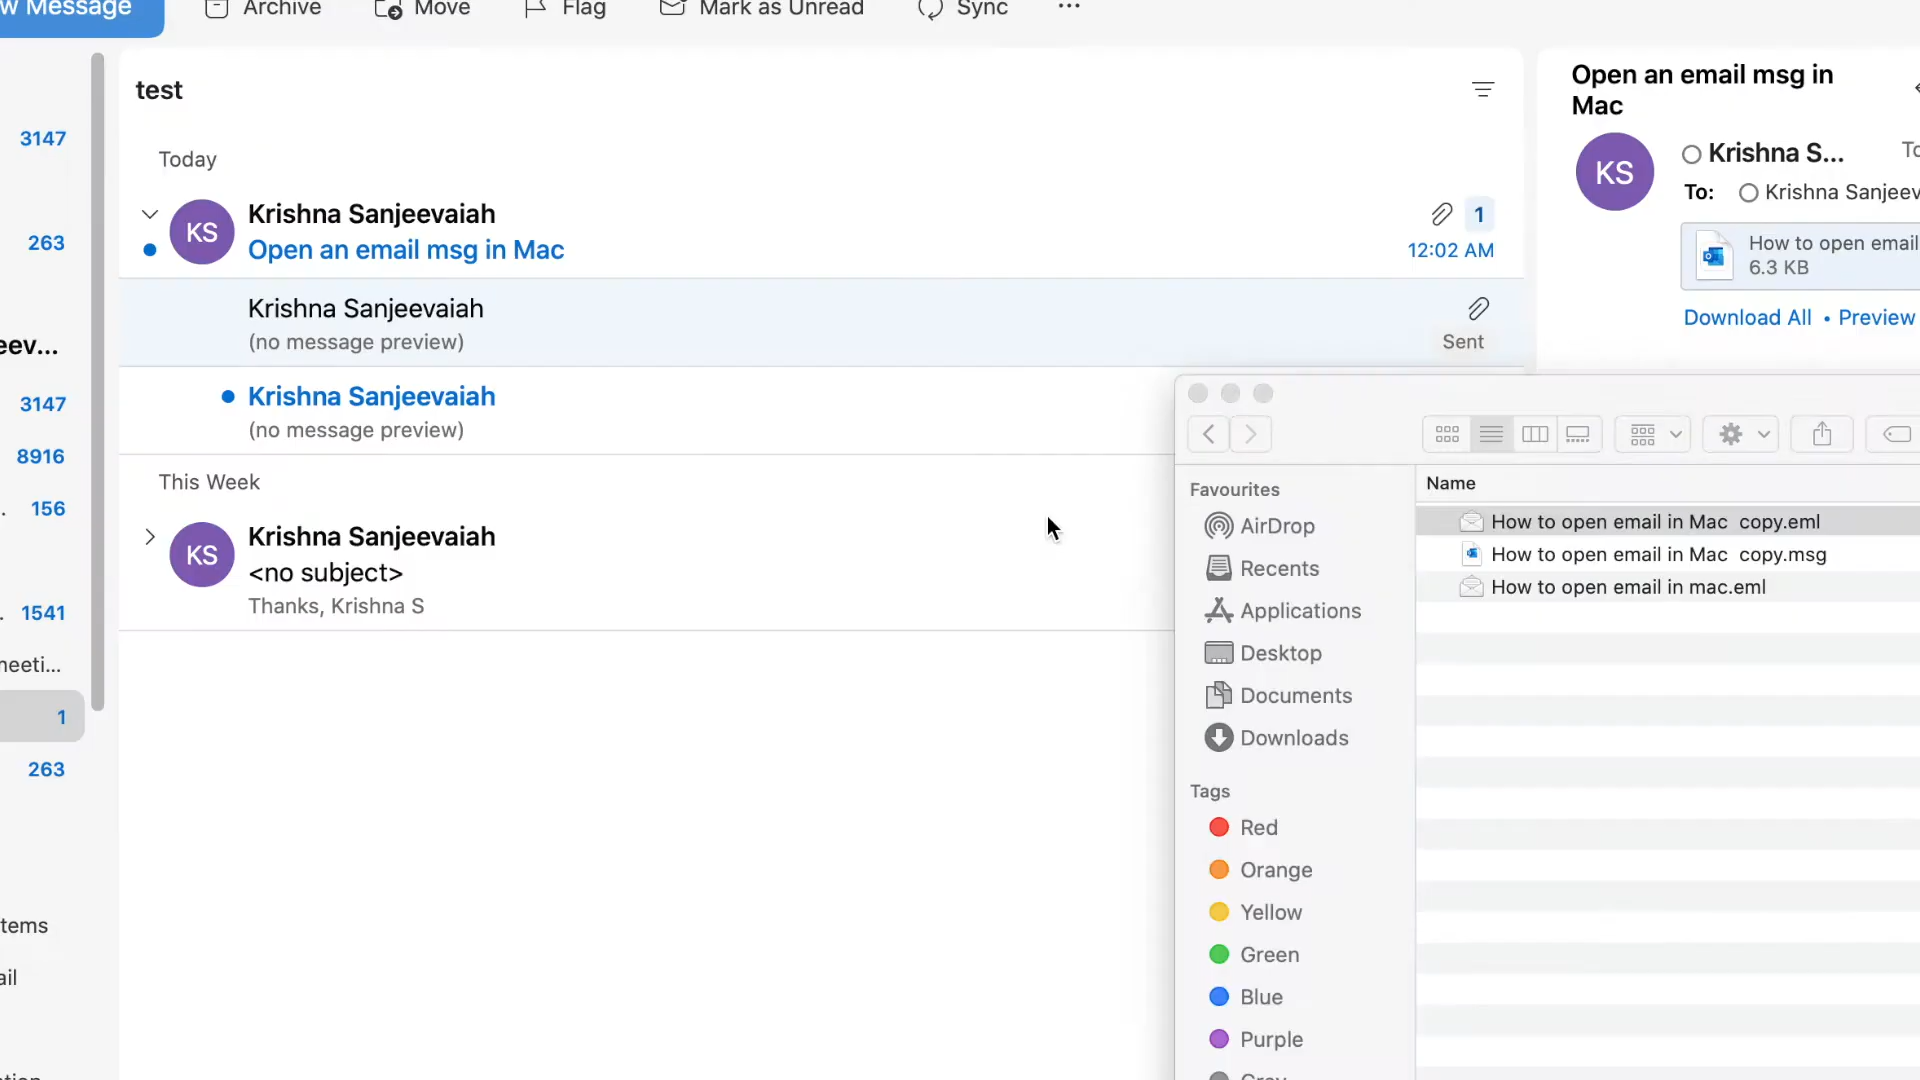 w Message
Archive
Move
Flag
Mark as Unread
Sync
3147
263
eev...
3147
8916
. 156
. 1541
neeti...
1
263
tems
ail
test
Today
KS
Krishna Sanjeevaiah
Open an email msg in Mac
1
12:02 AM
Krishna Sanjeevaiah
(no message preview)
Sent
Krishna Sanjeevaiah
(no message preview)
This Week
KS
Krishna Sanjeevaiah
<no subject>
Thanks, Krishna S
Open an email msg in
Mac
KS
Krishna S...
To: Krishna Sanjeev
How to open email
6.3 KB
Download All • Preview
Favourites
AirDrop
Recents
Applications
Desktop
Documents
Downloads
Tags
Red
Orange
Yellow
Green
Blue
Purple
Name
How to open email in Mac copy.eml
How to open email in Mac copy.msg
How to open email in mac.eml